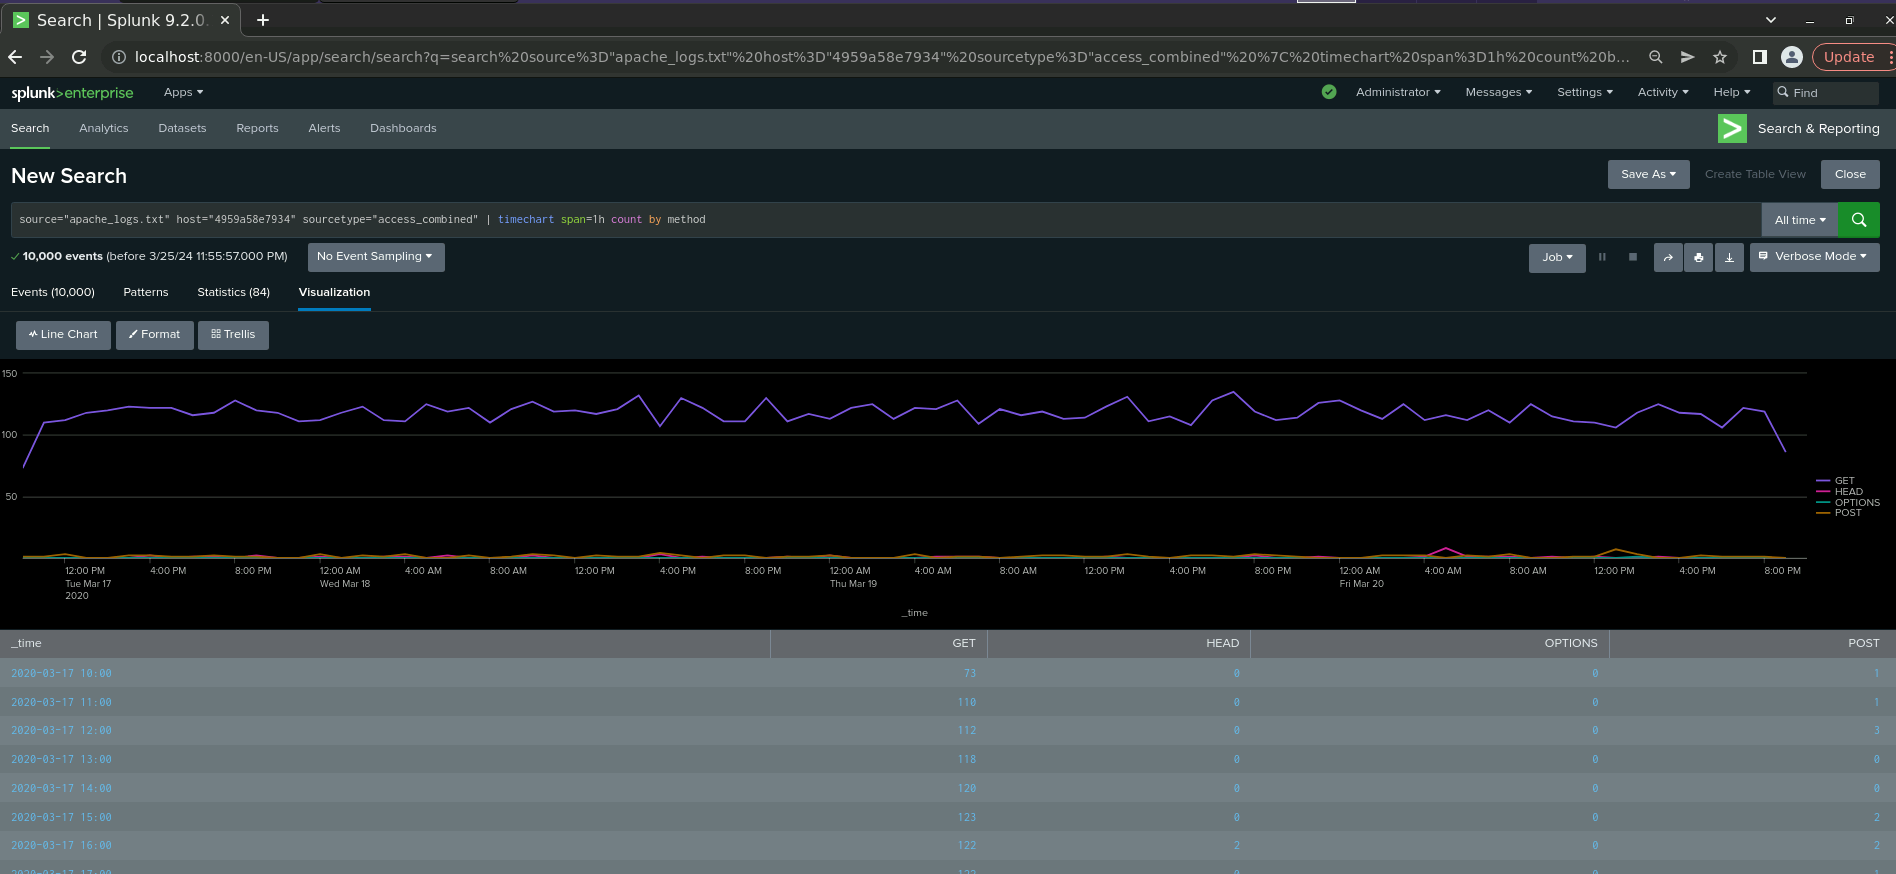 Search | Splunk 9.2.0.
localhost:8000/en-US/app/search/search?q=search%20source%3D"apache_logs.txt"%20host%3D"4959a58e7934"%20sourcetype%3D"access_combined"%20%7C%20timechart%20span%3D1h%20count%20b...
Update
splunk>enterprise
Apps
Administrator
Messages
Settings
Activity
Help
Find
Search
Analytics
Datasets
Reports
Alerts
Dashboards
Search & Reporting
New Search
Save As
Create Table View
Close
source="apache_logs.txt" host="4959a58e7934" sourcetype="access_combined" | timechart span=1h count by method
All time
10,000 events (before 3/25/24 11:55:57.000 PM)
No Event Sampling
Job
Verbose Mode
Events (10,000)
Patterns
Statistics (84)
Visualization
Line Chart
Format
Trellis
150
100
50
GET
HEAD
OPTIONS
POST
12:00 PM 4:00 PM 8:00 PM 12:00 AM 4:00 AM 8:00 AM 12:00 PM 4:00 PM 8:00 PM 12:00 AM 4:00 AM 8:00 AM 12:00 PM 4:00 PM 8:00 PM 12:00 AM 4:00 AM 8:00 AM 12:00 PM 4:00 PM 8:00 PM
Tue Mar 17 Wed Mar 18 Thu Mar 19 Fri Mar 20
2020
_time
_time GET HEAD OPTIONS POST
2020-03-17 10:00 73 0 0 1
2020-03-17 11:00 110 0 0 1
2020-03-17 12:00 112 0 0 3
2020-03-17 13:00 118 0 0 0
2020-03-17 14:00 120 0 0 0
2020-03-17 15:00 123 0 0 2
2020-03-17 16:00 122 2 0 2
2020-03-17 17:00 122 0 0 1